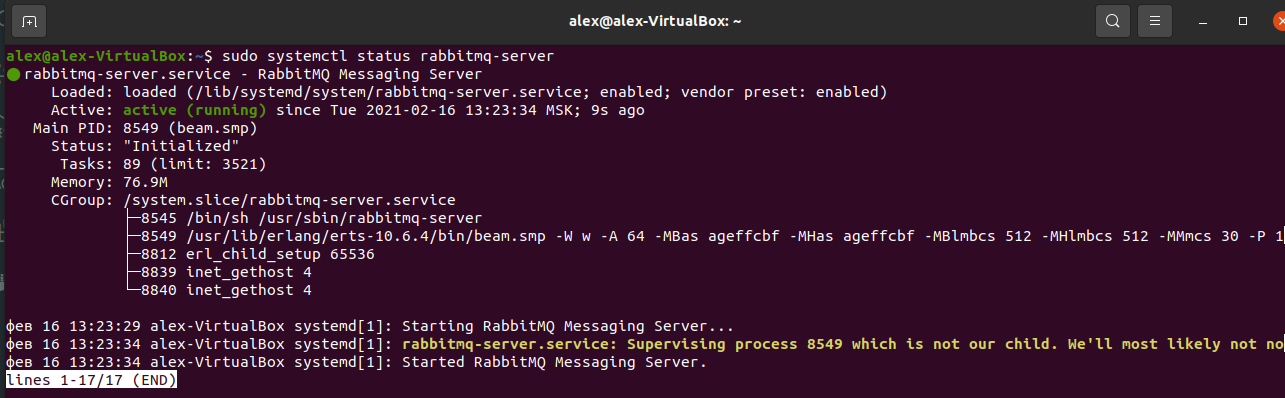 alex@alex-VirtualBox: ~
alex@alex-VirtualBox:~$ sudo systemctl status rabbitmq-server
● rabbitmq-server.service - RabbitMQ Messaging Server
     Loaded: loaded (/lib/systemd/system/rabbitmq-server.service; enabled; vendor preset: enabled)
     Active: active (running) since Tue 2021-02-16 13:23:34 MSK; 9s ago
   Main PID: 8549 (beam.smp)
     Status: "Initialized"
      Tasks: 89 (limit: 3521)
     Memory: 76.9M
     CGroup: /system.slice/rabbitmq-server.service
             ├─8545 /bin/sh /usr/sbin/rabbitmq-server
             ├─8549 /usr/lib/erlang/erts-10.6.4/bin/beam.smp -W w -A 64 -MBas ageffcbf -MHas ageffcbf -MBlmbcs 512 -MHlmbcs 512 -MMmcs 30 -P 1
             ├─8812 erl_child_setup 65536
             ├─8839 inet_gethost 4
             └─8840 inet_gethost 4
фев 16 13:23:29 alex-VirtualBox systemd[1]: Starting RabbitMQ Messaging Server...
фев 16 13:23:34 alex-VirtualBox systemd[1]: rabbitmq-server.service: Supervising process 8549 which is not our child. We'll most likely not no
фев 16 13:23:34 alex-VirtualBox systemd[1]: Started RabbitMQ Messaging Server.
lines 1-17/17 (END)